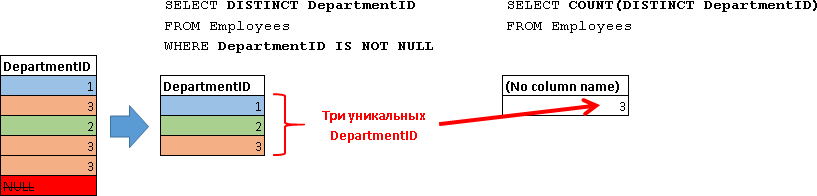 SELECT DISTINCT DepartmentID
FROM Employees
WHERE DepartmentID IS NOT NULL
SELECT COUNT(DISTINCT DepartmentID)
FROM Employees
DepartmentID
1
3
2
3
3
NULL
DepartmentID
1
2
3
Три уникальных
DepartmentID
(No column name)
3